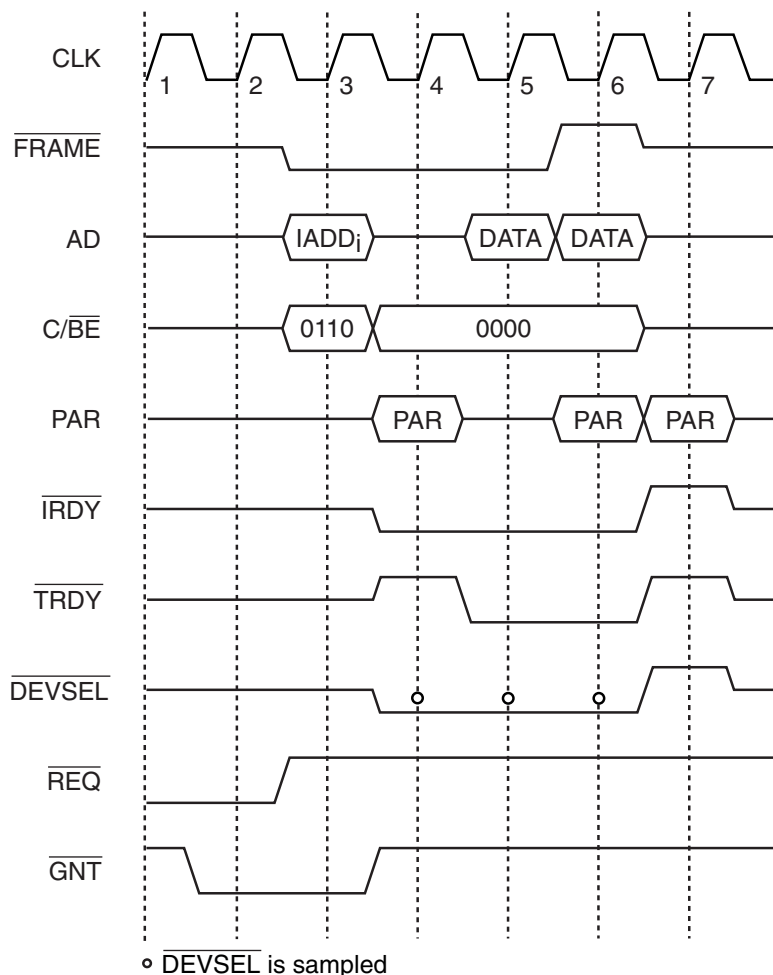 CLK
1 2 3 4 5 6 7
FRAME
AD IADDi DATA DATA
C/BE 0110 0000
PAR PAR PAR PAR
IRDY
TRDY
DEVSEL
REQ
GNT
DEVSEL is sampled